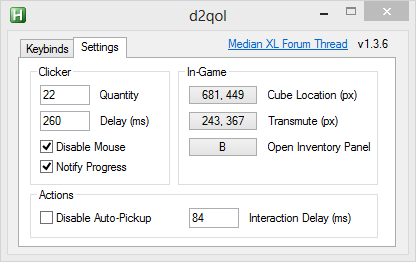 d2qol
Keybinds Settings Median XL Forum Thread v1.3.6
Clicker
22 Quantity
260 Delay (ms)
Disable Mouse
Notify Progress
In-Game
681, 449 Cube Location (px)
243, 367 Transmute (px)
B Open Inventory Panel
Actions
Disable Auto-Pickup 84 Interaction Delay (ms)